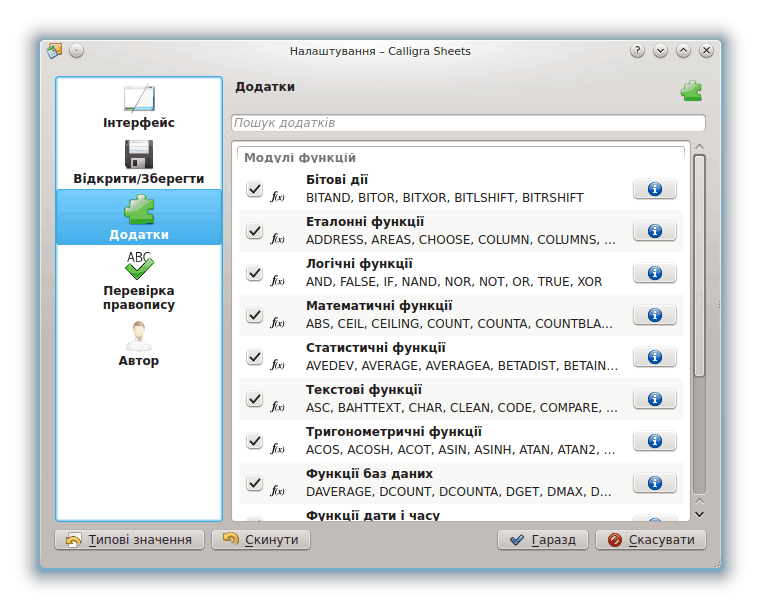 Налаштування – Calligra Sheets
Інтерфейс
Відкрити/Зберегти
Додатки
ABC
Перевірка
правопису
Автор
Додатки
Пошук додатків
Модулі функцій
Бітові дії
f(x)
BITAND, BITOR, BITXOR, BITLSHIFT, BITRSHIFT
Еталонні функції
f(x)
ADDRESS, AREAS, CHOOSE, COLUMN, COLUMNS, ...
Логічні функції
f(x)
AND, FALSE, IF, NAND, NOR, NOT, OR, TRUE, XOR
Математичні функції
f(x)
ABS, CEIL, CEILING, COUNT, COUNTA, COUNTBLA...
Статистичні функції
f(x)
AVEDEV, AVERAGE, AVERAGEA, BETADIST, BETAIN...
Текстові функції
f(x)
ASC, BAHTTEXT, CHAR, CLEAN, CODE, COMPARE, ...
Тригонометричні функції
f(x)
ACOS, ACOSH, ACOT, ASIN, ASINH, ATAN, ATAN2, ...
Функції баз даних
f(x)
DAVERAGE, DCOUNT, DCOUNTA, DGET, DMAX, D...
Функції дати і часу
Типові значення
Скинути
Гаразд
Скасувати